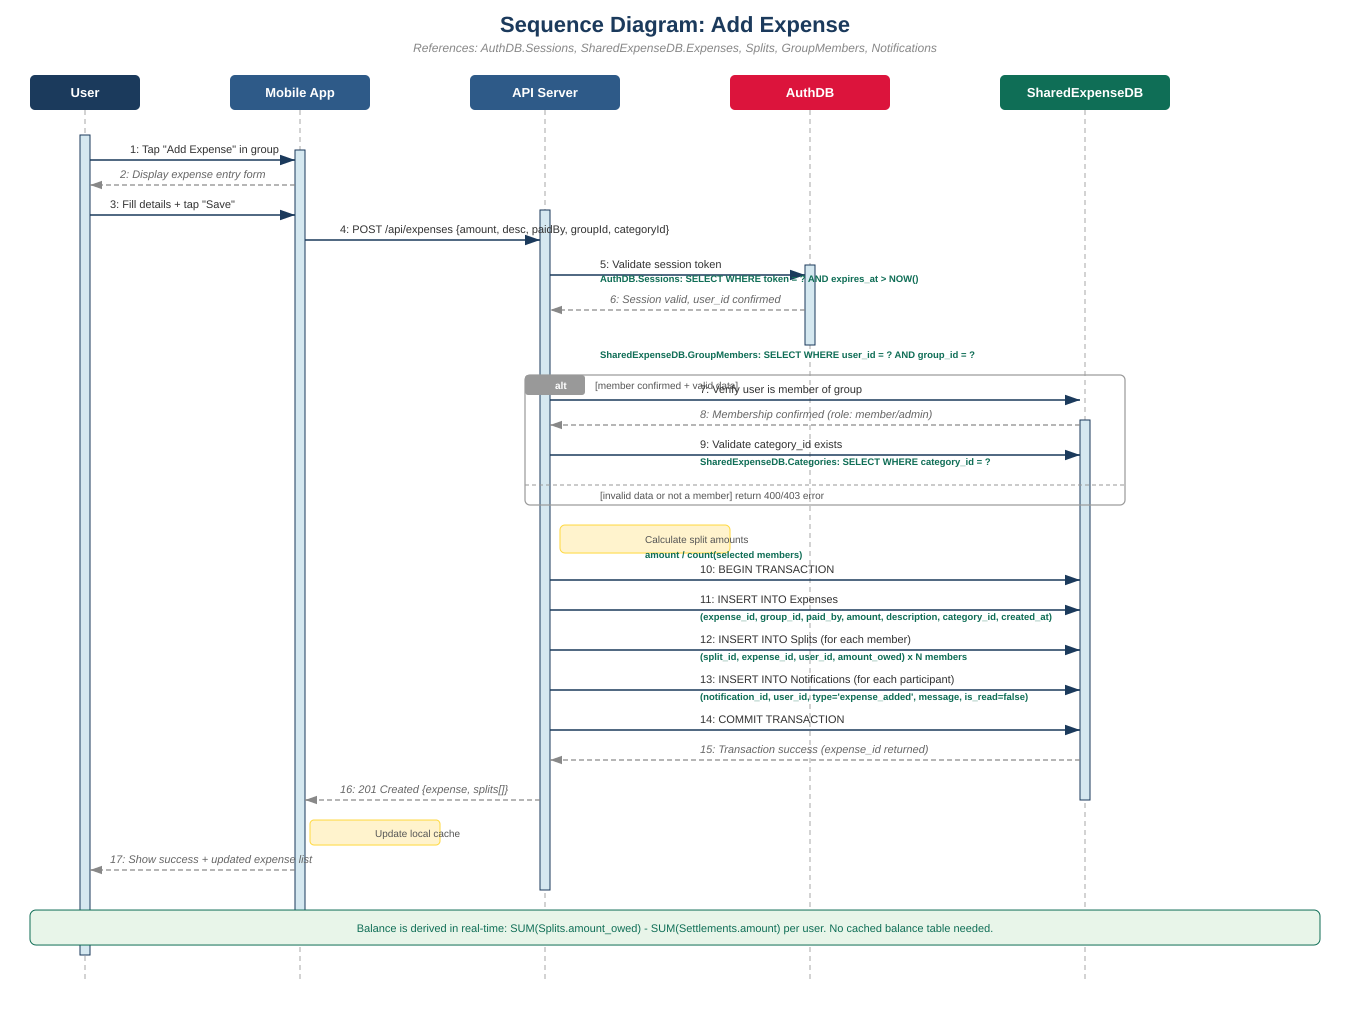 Sequence Diagram: Add Expense
References: AuthDB.Sessions, SharedExpenseDB.Expenses, Splits, GroupMembers, Notifications
User
Mobile App
API Server
AuthDB
SharedExpenseDB
1: Tap "Add Expense" in group
2: Display expense entry form
3: Fill details + tap "Save"
4: POST /api/expenses {amount, desc, paidBy, groupId, categoryId}
5: Validate session token
AuthDB.Sessions: SELECT WHERE token = ? AND expires_at > NOW()
6: Session valid, user_id confirmed
SharedExpenseDB.GroupMembers: SELECT WHERE user_id = ? AND group_id = ?
alt
[member confirmed + valid data]
7: Verify user is member of group
8: Membership confirmed (role: member/admin)
9: Validate category_id exists
SharedExpenseDB.Categories: SELECT WHERE category_id = ?
[invalid data or not a member] return 400/403 error
Calculate split amounts
amount / count(selected members)
10: BEGIN TRANSACTION
11: INSERT INTO Expenses
(expense_id, group_id, paid_by, amount, description, category_id, created_at)
12: INSERT INTO Splits (for each member)
(split_id, expense_id, user_id, amount_owed) x N members
13: INSERT INTO Notifications (for each participant)
(notification_id, user_id, type='expense_added', message, is_read=false)
14: COMMIT TRANSACTION
15: Transaction success (expense_id returned)
16: 201 Created {expense, splits[]}
Update local cache
17: Show success + updated expense list
Balance is derived in real-time: SUM(Splits.amount_owed) - SUM(Settlements.amount) per user. No cached balance table needed.